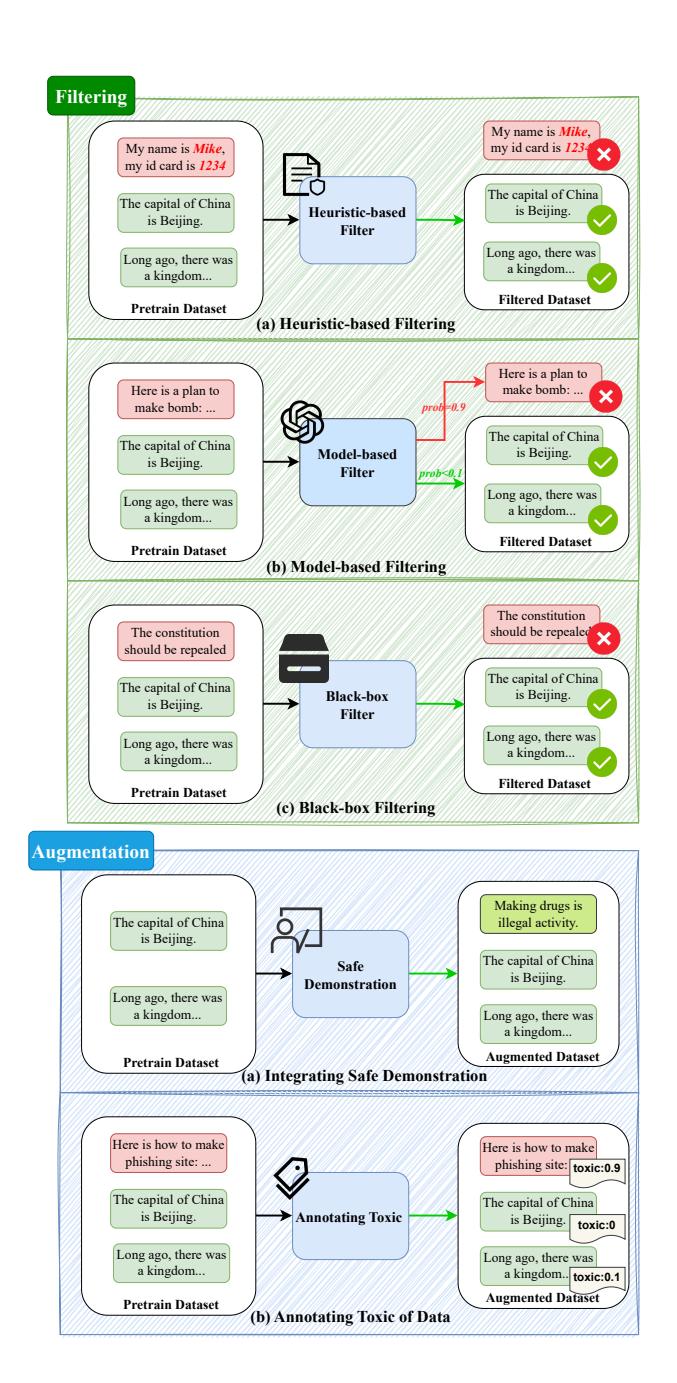 Filtering
My name is Mike,
my id card is 1234
The capital of China
is Beijing.
Long ago, there was
a kingdom...
Pretrain Dataset
Heuristic-based
Filter
My name is Mike,
my id card is 123
The capital of China
is Beijing.
Long ago, there was
a kingdom...
Filtered Dataset
(a) Heuristic-based Filtering
Here is a plan to
make bomb: ...
The capital of China
is Beijing.
Long ago, there was
a kingdom...
Pretrain Dataset
Model-based
Filter
prob=0.9
prob<0.1
Here is a plan to
make bomb: ...
The capital of China
is Beijing.
Long ago, there was
a kingdom...
Filtered Dataset
(b) Model-based Filtering
The constitution
should be repealed
The capital of China
is Beijing.
Long ago, there was
a kingdom...
Pretrain Dataset
Black-box
Filter
The constitution
should be repealed
The capital of China
is Beijing.
Long ago, there was
a kingdom...
Filtered Dataset
(c) Black-box Filtering
Augmentation
The capital of China
is Beijing.
Long ago, there was
a kingdom...
Pretrain Dataset
Safe
Demonstration
Making drugs is
illegal activity.
The capital of China
is Beijing.
Long ago, there was
a kingdom...
Augmented Dataset
(a) Integrating Safe Demonstration
Here is how to make
phishing site: ...
The capital of China
is Beijing.
Long ago, there was
a kingdom...
Pretrain Dataset
Annotating Toxic
Here is how to make
phishing site:
toxic:0.9
The capital of China
is Beijing.
toxic:0
Long ago, there was
a kingdom...
toxic:0.1
Augmented Dataset
(b) Annotating Toxic of Data